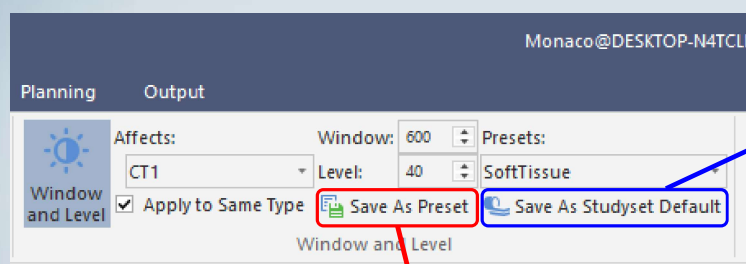 Monaco@DESKTOP-N4TCL
Planning Output
Affects: Window: 600 Presets:
CT1 Level: 40 SoftTissue
Window and Level
Apply to Same Type Save As Preset Save As Studyset Default
Window and Level